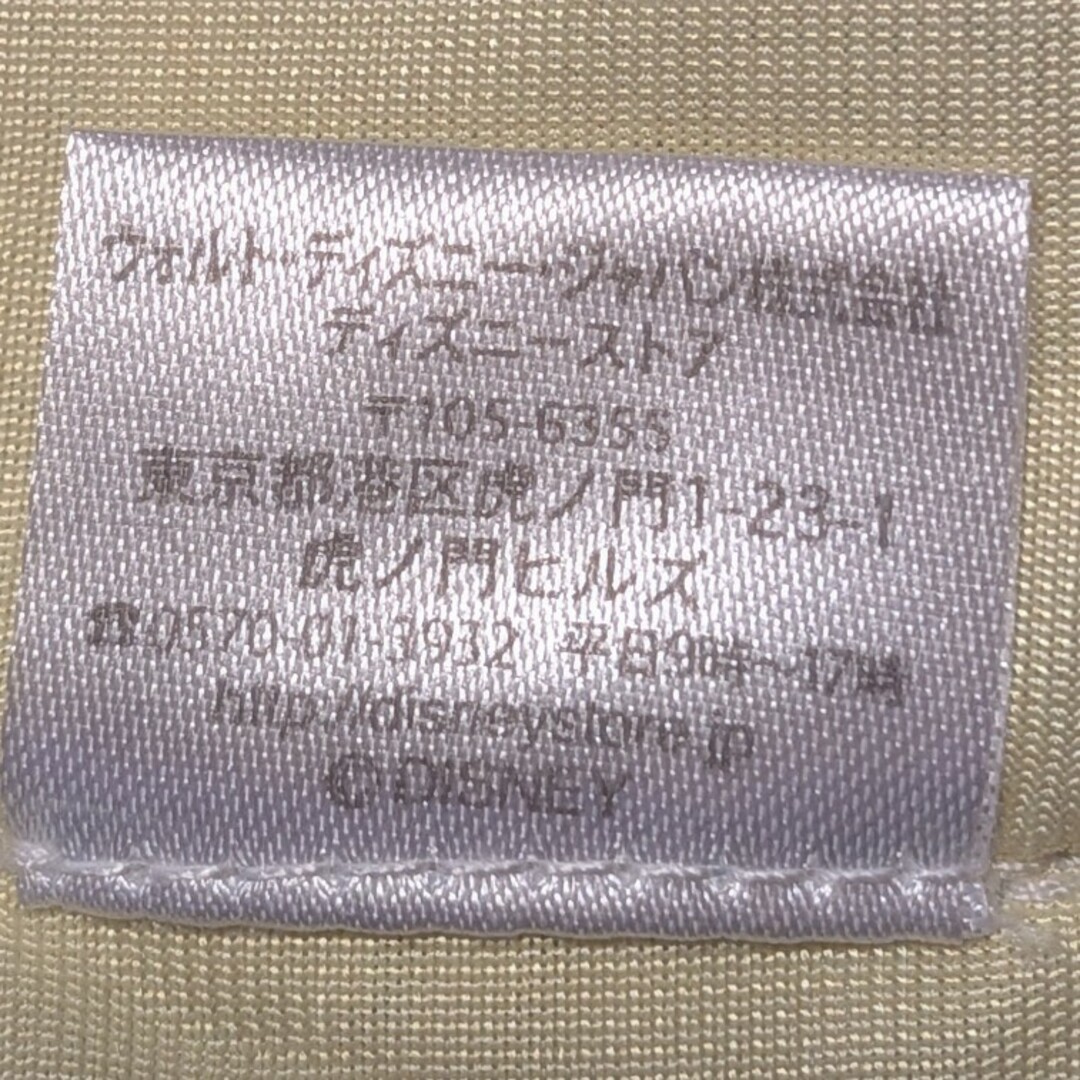 ウォルト・ディズニー・ジャパン株式会社
ディズニーストア
〒105-6355
東京都港区虎ノ門1-23-1
虎ノ門ヒルズ
☎0570-01-3932 平日9時～17時
http://disneystore.jp
©DISNEY